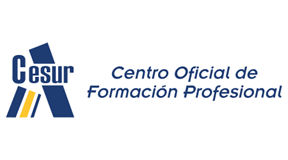 Cesur
Centro Oficial de
Formación Profesional